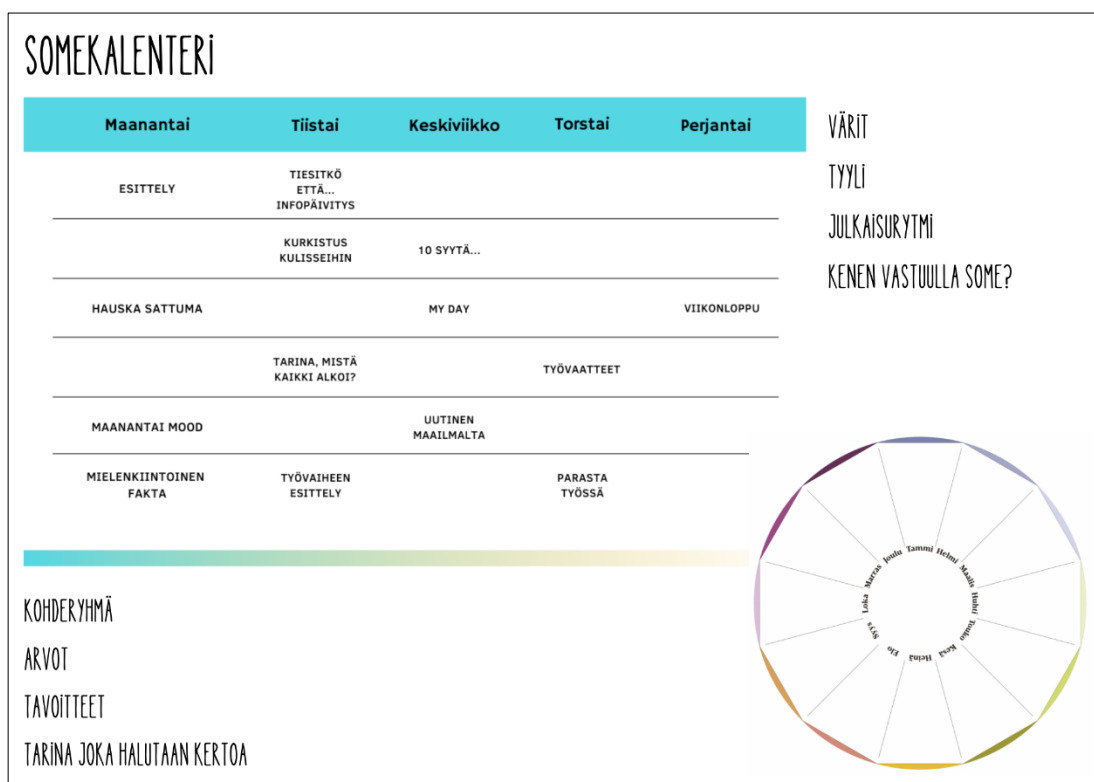 SOMEKALENTERI
Maanantai Tiistai Keskiviikko Torstai Perjantai
ESITTELY
TIESITKÖ
ETTÄ...
INFOPÄIVITYS
KURKISTUS
KULISSEIHIN
10 SYYTÄ...
HAUSKA SATTUMA
MY DAY
VIIKONLOPPU
TARINA, MISTÄ
KAIKKI ALKOI?
TYÖVAATTEET
MAANANTAI MOOD
UUTINEN
MAAILMALTA
MIELENKIINTOINEN
FAKTA
TYÖVAIHEEN
ESITTELY
PARASTA
TYÖSSÄ
VÄRIT
TYYLI
JULKAISURYTMI
KENEN VASTUULLA SOME?
KOHDERYHMÄ
ARVOT
TAVOITTEET
TARINA JOKA HALUTAAN KERTOA
Tammi
Helmi
Maalis
Huhti
Touko
Kesä
Heinä
Elo
Syys
Loka
Marras
Joulu